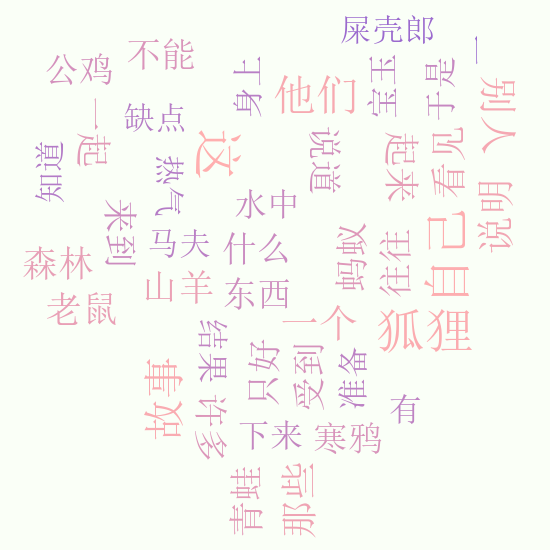 屎壳郎
公鸡
不能
身上
他们
宝玉
于是
一
别人
缺点
一起
这
知道
热气
说道
起来
看见
说明
来到
水中
马夫
什么
蚂蚁
往往
自己
森林
山羊
东西
老鼠
一个
狐狸
结果
只好
受到
准备
故事
许多
有
下来
寒鸦
青蛙
那些